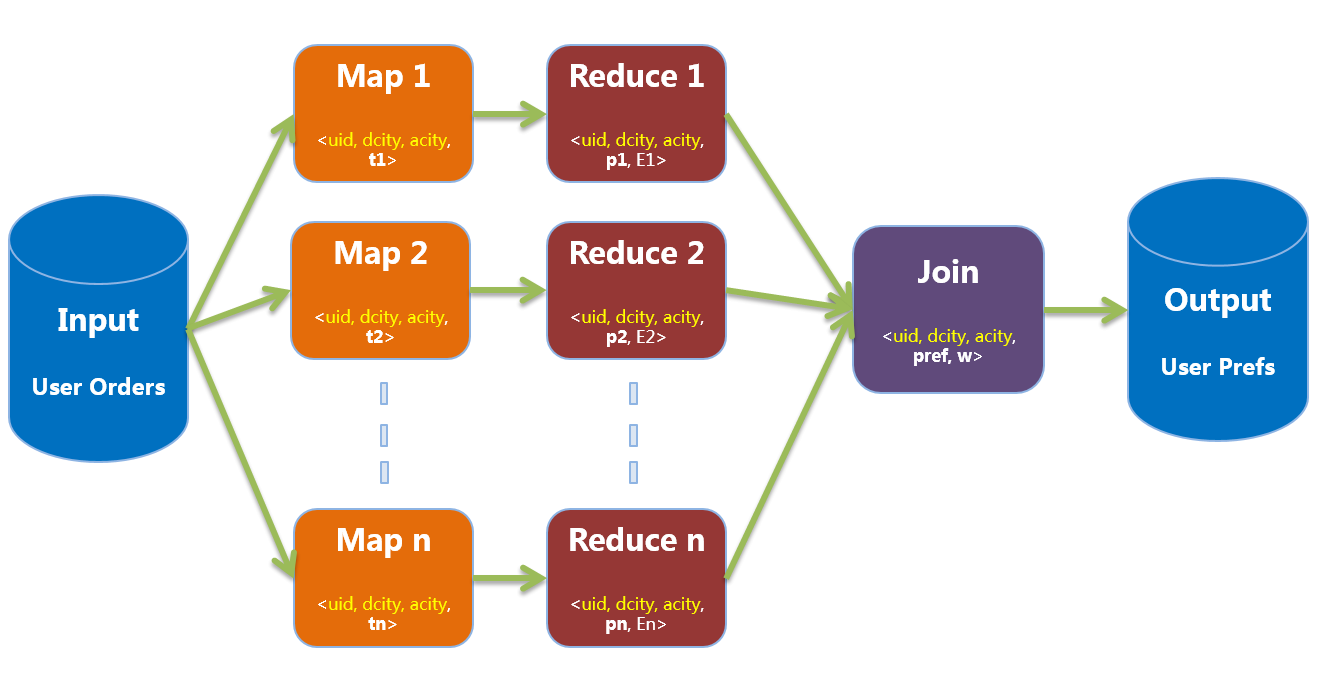 Map 1
<uid, dcity, acity,
t1>
Reduce 1
<uid, dcity, acity,
p1, E1>
Map 2
<uid, dcity, acity,
t2>
Reduce 2
<uid, dcity, acity,
p2, E2>
Input
User Orders
Join
<uid, dcity, acity,
pref, w>
Output
User Prefs
Map n
<uid, dcity, acity,
tn>
Reduce n
<uid, dcity, acity,
pn, En>